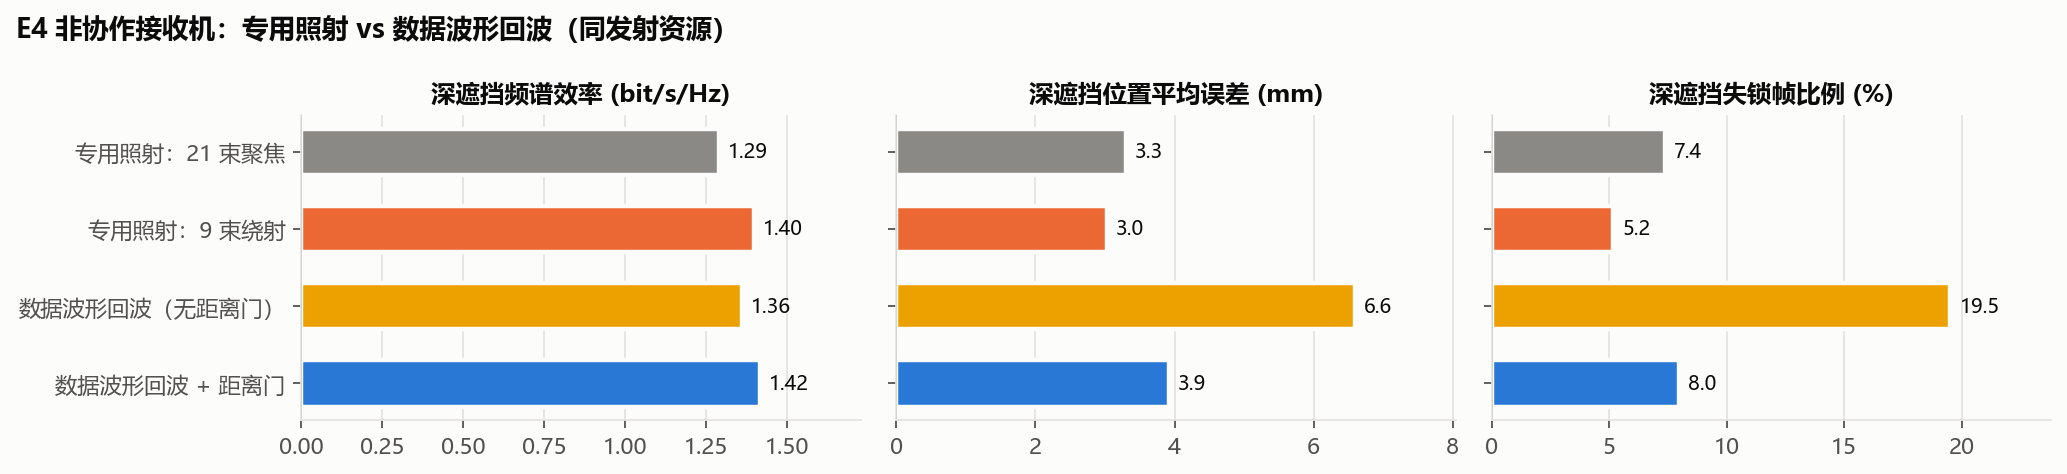 E4 非协作接收机：专用照射 vs 数据波形回波（同发射资源）
深遮挡频谱效率 (bit/s/Hz)
专用照射：21 束聚焦
1.29
专用照射：9 束绕射
1.40
数据波形回波（无距离门）
1.36
数据波形回波 + 距离门
1.42
0.00 0.25 0.50 0.75 1.00 1.25 1.50
深遮挡位置平均误差 (mm)
3.3
3.0
6.6
3.9
0 2 4 6 8
深遮挡失锁帧比例 (%)
7.4
5.2
19.5
8.0
0 5 10 15 20